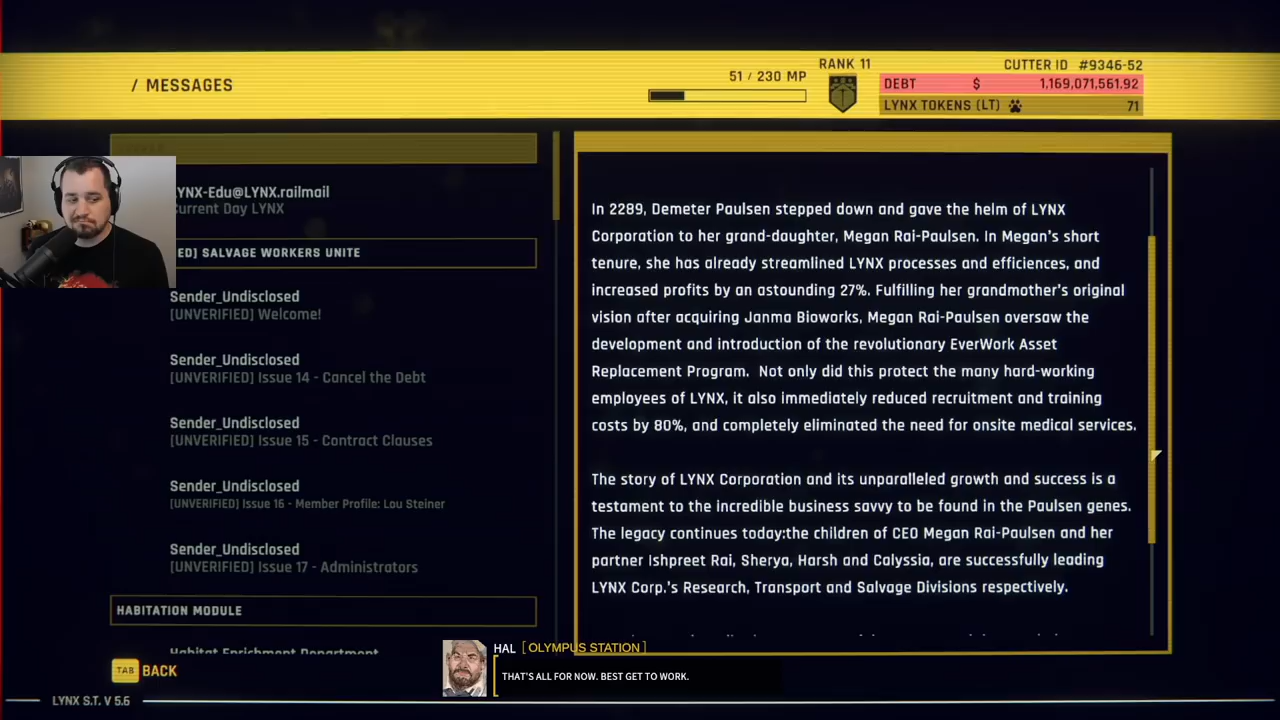 / MESSAGES
51 / 230 MP
RANK 11
CUTTER ID #9346-52
DEBT $ 1,169,071,561.92
LYNX TOKENS (LT) 71
LYNX-Edu@LYNX.railmail
Current Day LYNX
ED] SALVAGE WORKERS UNITE
Sender_Undisclosed
[UNVERIFIED] Welcome!
Sender_Undisclosed
[UNVERIFIED] Issue 14 - Cancel the Debt
Sender_Undisclosed
[UNVERIFIED] Issue 15 - Contract Clauses
Sender_Undisclosed
[UNVERIFIED] Issue 16 - Member Profile: Lou Steiner
Sender_Undisclosed
[UNVERIFIED] Issue 17 - Administrators
HABITATION MODULE
Habitat Enrichment Department
TAB BACK
LYNX S.T. V 5.6
In 2289, Demeter Paulsen stepped down and gave the helm of LYNX
Corporation to her grand-daughter, Megan Rai-Paulsen. In Megan's short
tenure, she has already streamlined LYNX processes and efficiences, and
increased profits by an astounding 27%. Fulfilling her grandmother's original
vision after acquiring Janma Bioworks, Megan Rai-Paulsen oversaw the
development and introduction of the revolutionary EverWork Asset
Replacement Program. Not only did this protect the many hard-working
employees of LYNX, it also immediately reduced recruitment and training
costs by 80%, and completely eliminated the need for onsite medical services.
The story of LYNX Corporation and its unparalleled growth and success is a
testament to the incredible business savvy to be found in the Paulsen genes.
The legacy continues today:the children of CEO Megan Rai-Paulsen and her
partner Ishpreet Rai, Sherya, Harsh and Calyssia, are successfully leading
LYNX Corp.'s Research, Transport and Salvage Divisions respectively.
HAL [ OLYMPUS STATION ]
THAT'S ALL FOR NOW. BEST GET TO WORK.